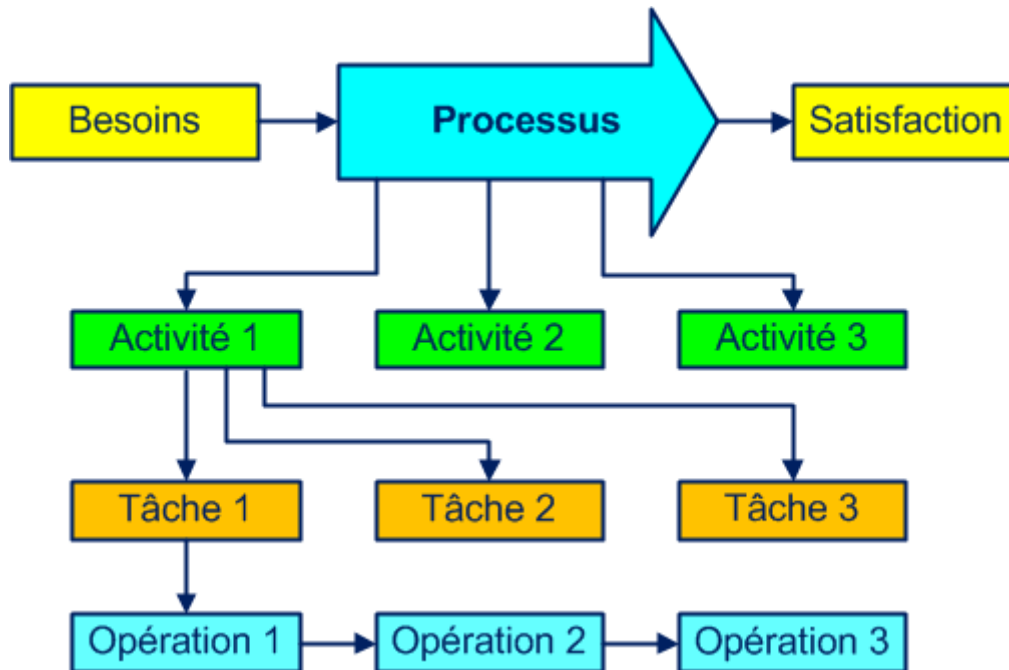 Besoins
Processus
Satisfaction
Activité 1
Activité 2
Activité 3
Tâche 1
Tâche 2
Tâche 3
Opération 1
Opération 2
Opération 3